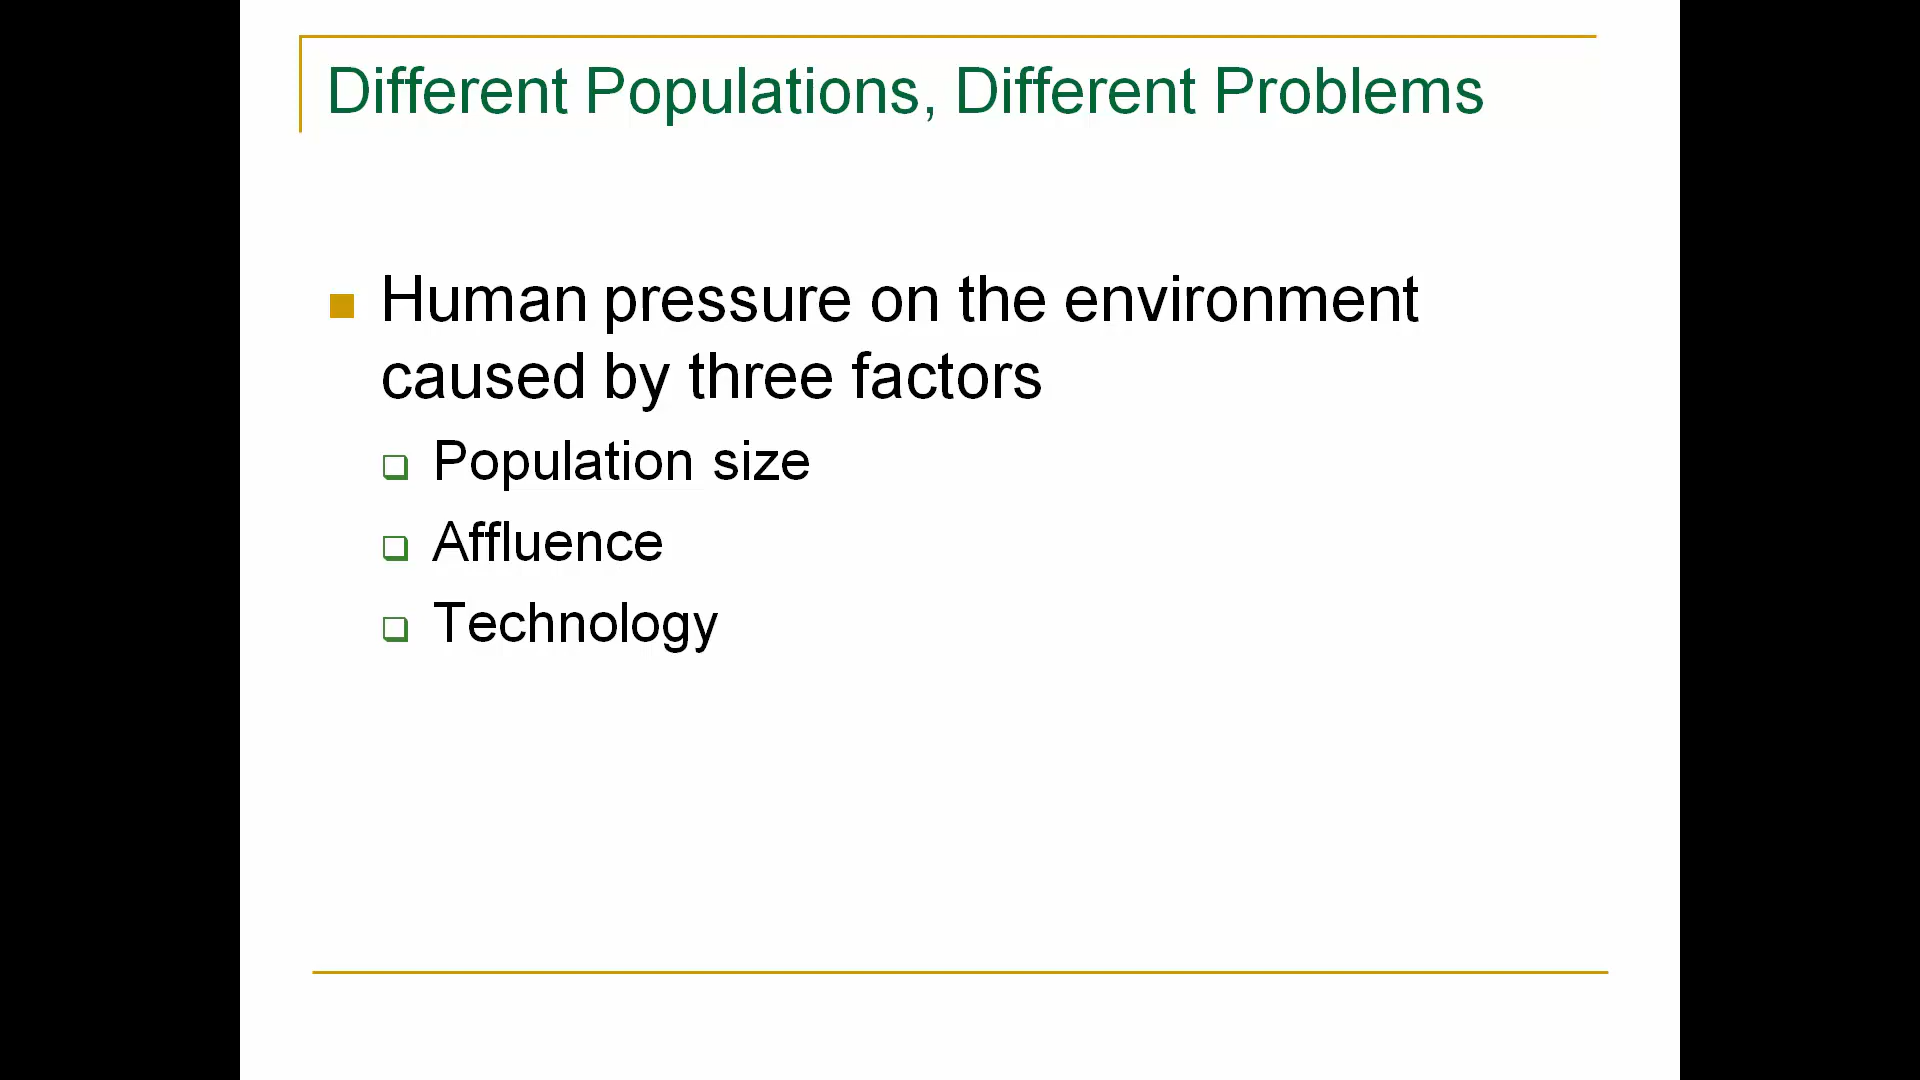 Different Populations, Different Problems
Human pressure on the environment
caused by three factors
Population size
Affluence
Technology